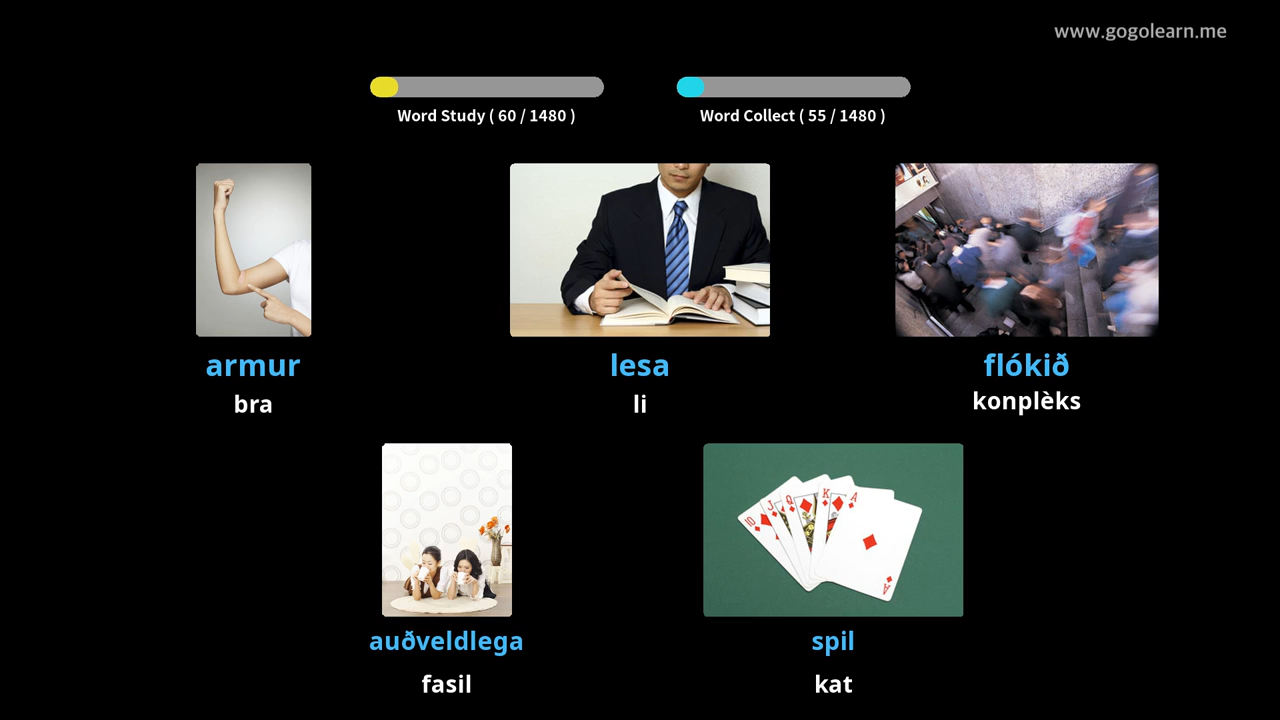 www.gogolearn.me
Word Study ( 60 / 1480 )
Word Collect ( 55 / 1480 )
armur
bra
lesa
li
flókið
konplèks
10
J
Q
K
A
A
auðveldlega
fasil
spil
kat